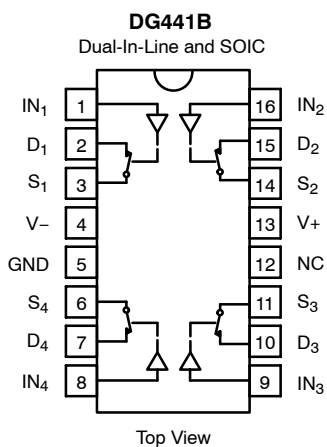 DG441B
Dual-In-Line and SOIC
IN1 1 16 IN2
D1 2 15 D2
S1 3 14 S2
V− 4 13 V+
GND 5 12 NC
S4 6 11 S3
D4 7 10 D3
IN4 8 9 IN3
Top View